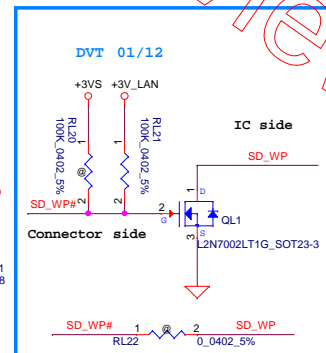 DVT 01/12
+3VS
+3V_LAN
RL20
100K_0402_5%
RL21
100K_0402_5%
1
1
@
2
2
IC side
SD_WP
SD_WP#
1
D
2
G
QL1
3
S
L2N7002LT1G_SOT23-3
Connector side
SD_WP#
1
@
2
SD_WP
RL22
0_0402_5%
1
8